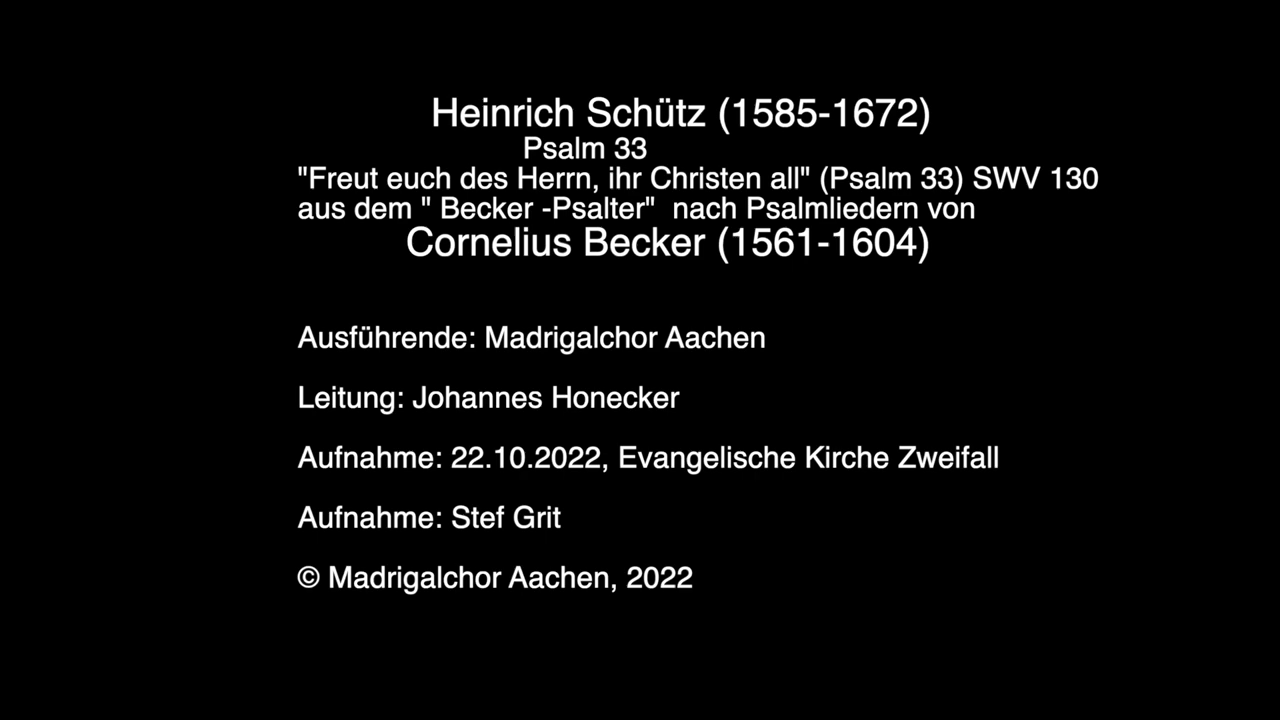 Heinrich Schütz (1585-1672)
Psalm 33
"Freut euch des Herrn, ihr Christen all" (Psalm 33) SWV 130
aus dem " Becker -Psalter"  nach Psalmliedern von
Cornelius Becker (1561-1604)
Ausführende: Madrigalchor Aachen
Leitung: Johannes Honecker
Aufnahme: 22.10.2022, Evangelische Kirche Zweifall
Aufnahme: Stef Grit
© Madrigalchor Aachen, 2022